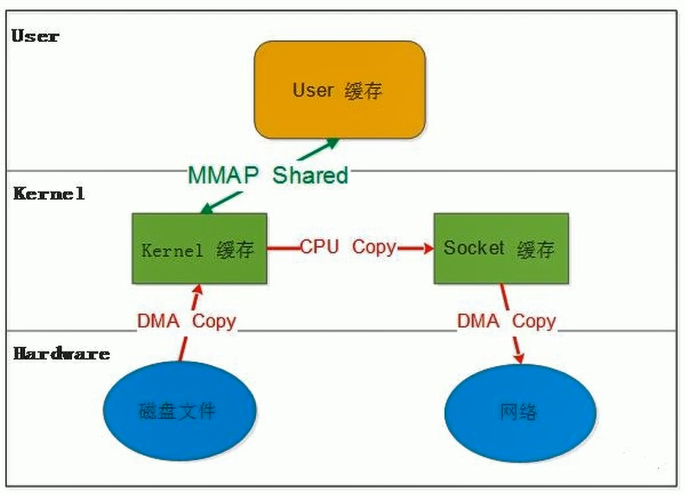 User
User 缓存
MMAP Shared
Kernel
Kernel 缓存
CPU Copy
Socket 缓存
DMA Copy
DMA Copy
Hardware
磁盘文件
网络